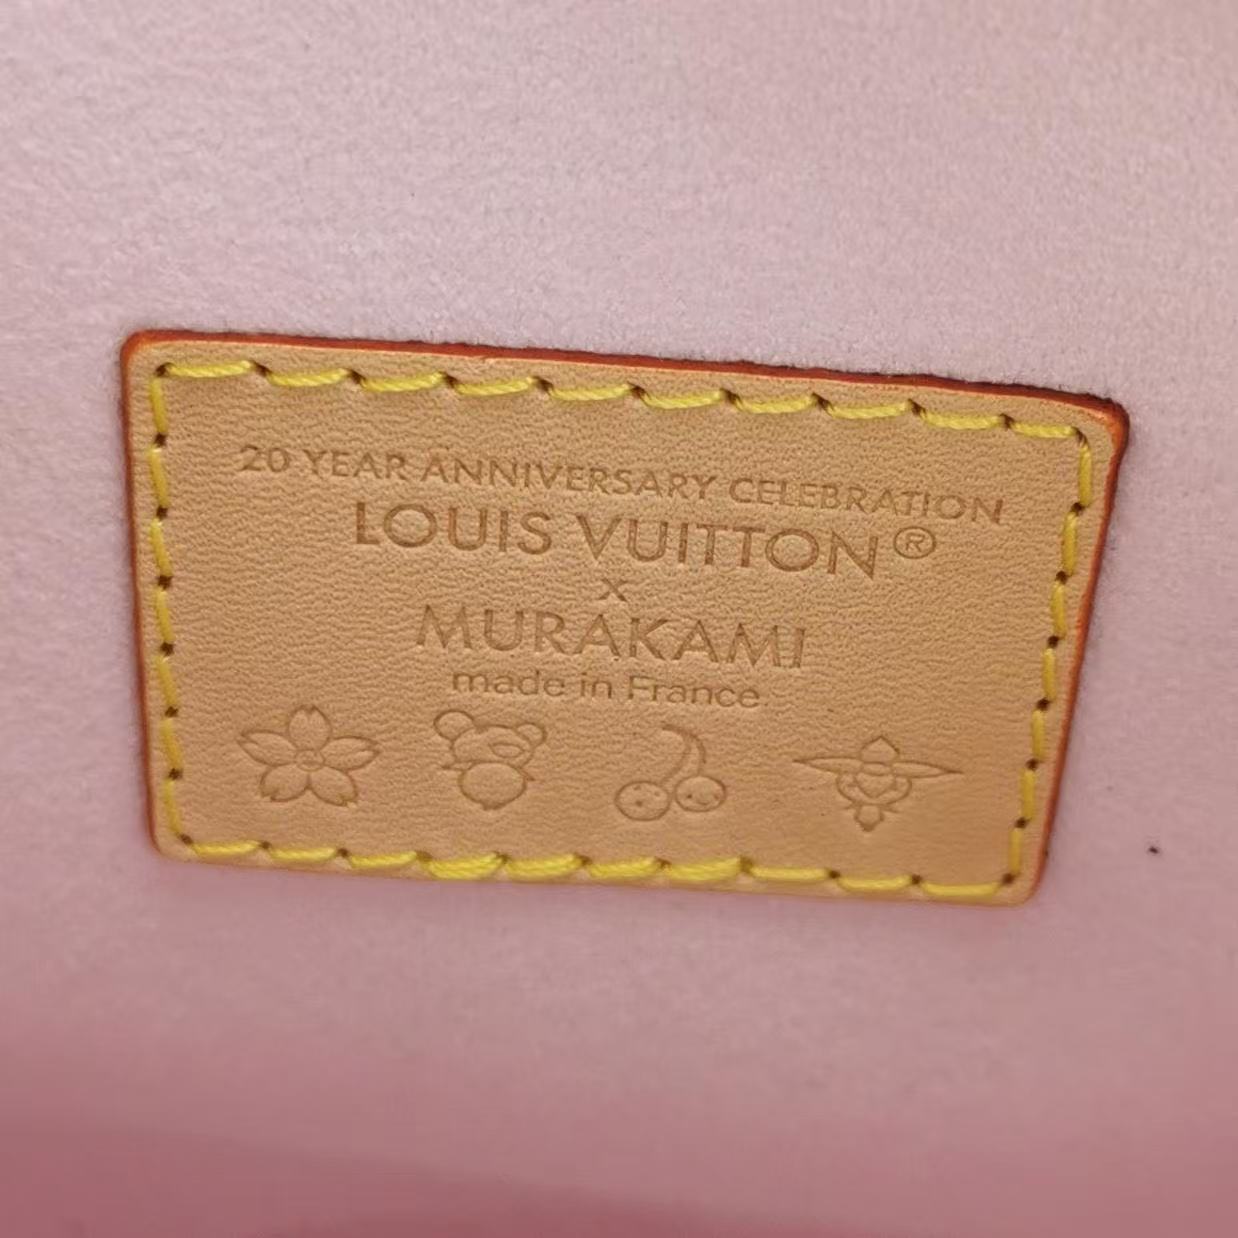 20 YEAR ANNIVERSARY CELEBRATION
LOUIS VUITTON®
x
MURAKAMI
made in France